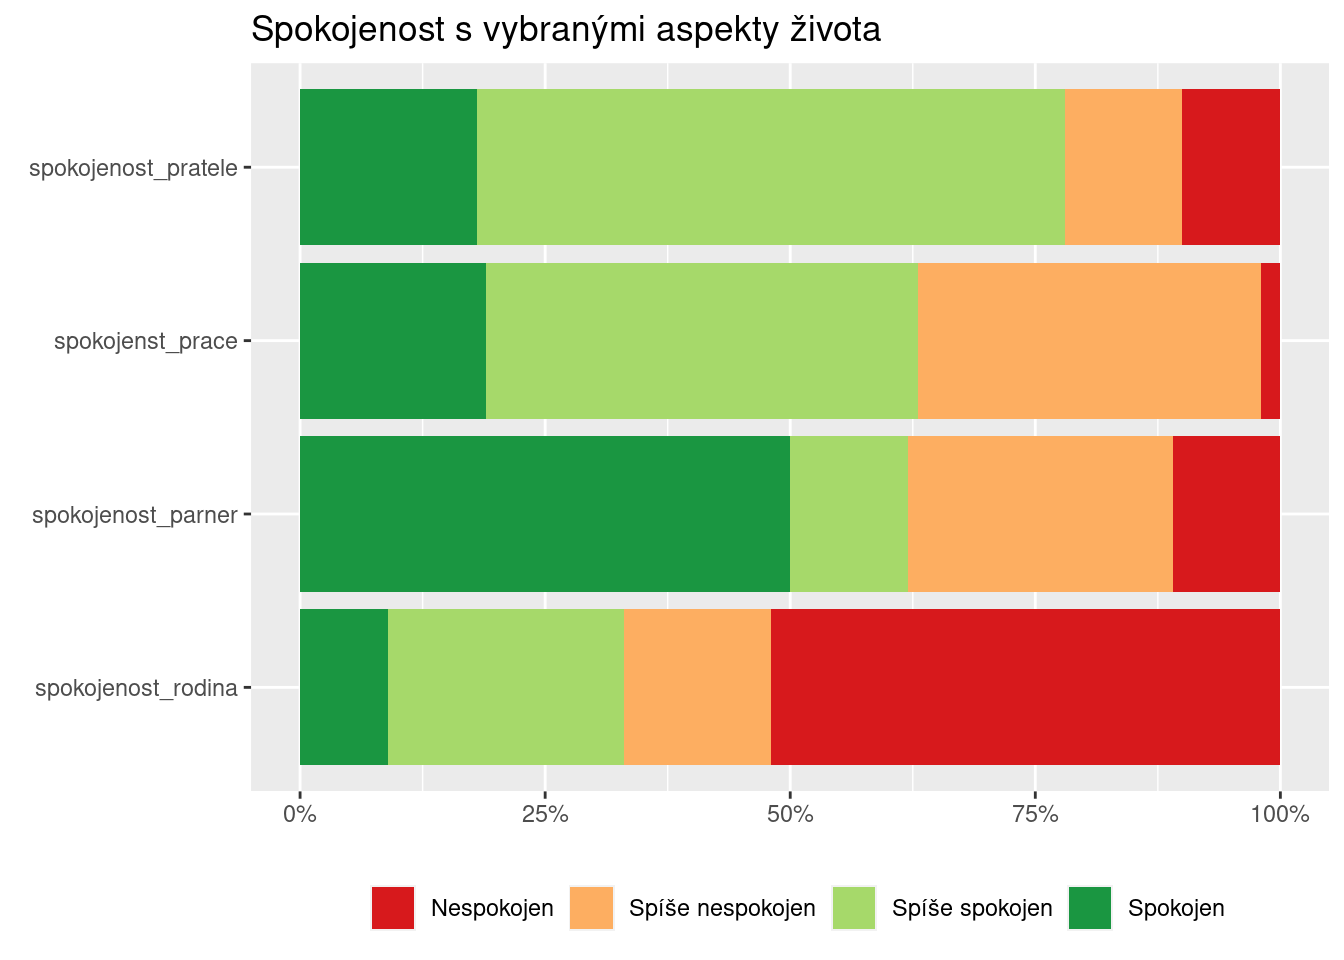 Spokojenost s vybranými aspekty života
spokojenost_pratele
spokojenst_prace
spokojenost_parner
spokojenost_rodina
0% 25% 50% 75% 100%
Nespokojen Spíše nespokojen Spíše spokojen Spokojen